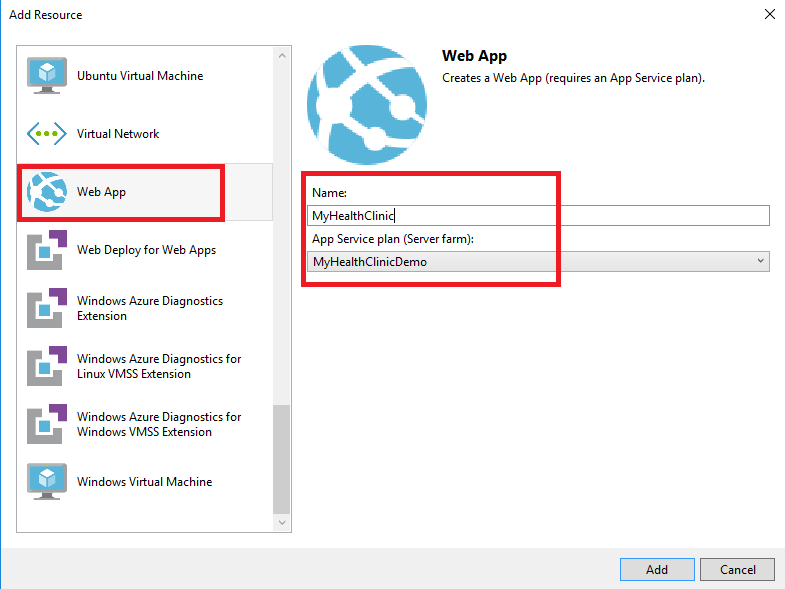 Add Resource
Ubuntu Virtual Machine
Virtual Network
Web App
Web Deploy for Web Apps
Windows Azure Diagnostics
Extension
Windows Azure Diagnostics for
Linux VMSS Extension
Windows Azure Diagnostics for
Windows VMSS Extension
Windows Virtual Machine
Web App
Creates a Web App (requires an App Service plan).
Name:
MyHealthClinic
App Service plan (Server farm):
MyHealthClinicDemo
Add
Cancel